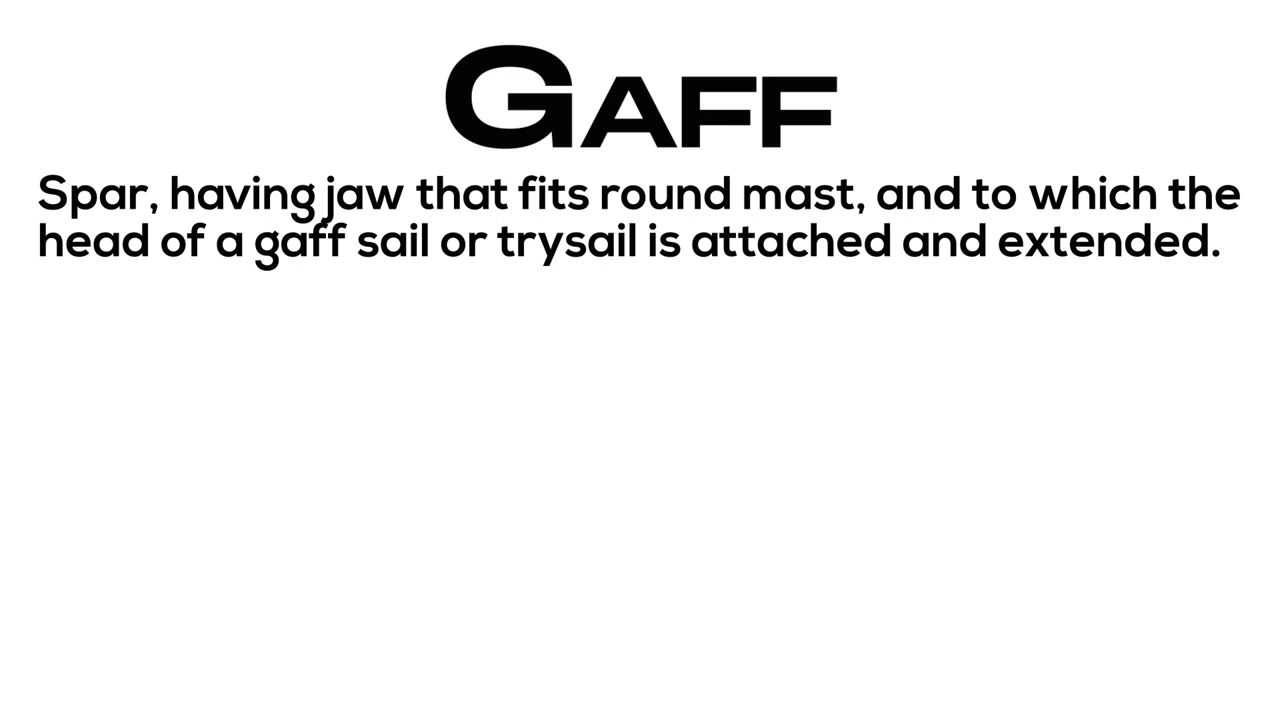 GAFF
Spar, having jaw that fits round mast, and to which the
head of a gaff sail or trysail is attached and extended.